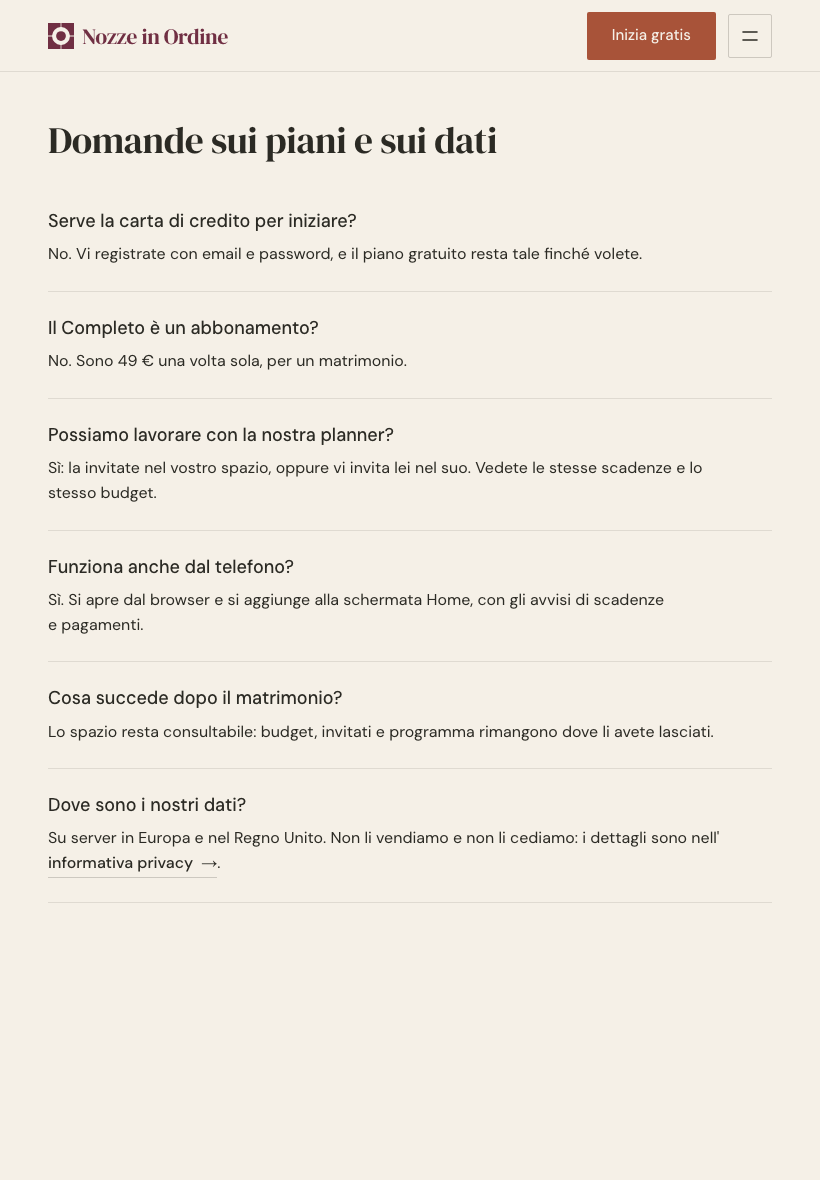 Nozze in Ordine
Inizia gratis
Domande sui piani e sui dati
Serve la carta di credito per iniziare?
No. Vi registrate con email e password, e il piano gratuito resta tale finché volete.
Il Completo è un abbonamento?
No. Sono 49 € una volta sola, per un matrimonio.
Possiamo lavorare con la nostra planner?
Sì: la invitate nel vostro spazio, oppure vi invita lei nel suo. Vedete le stesse scadenze e lo
stesso budget.
Funziona anche dal telefono?
Sì. Si apre dal browser e si aggiunge alla schermata Home, con gli avvisi di scadenze
e pagamenti.
Cosa succede dopo il matrimonio?
Lo spazio resta consultabile: budget, invitati e programma rimangono dove li avete lasciati.
Dove sono i nostri dati?
Su server in Europa e nel Regno Unito. Non li vendiamo e non li cediamo: i dettagli sono nell'
informativa privacy →.